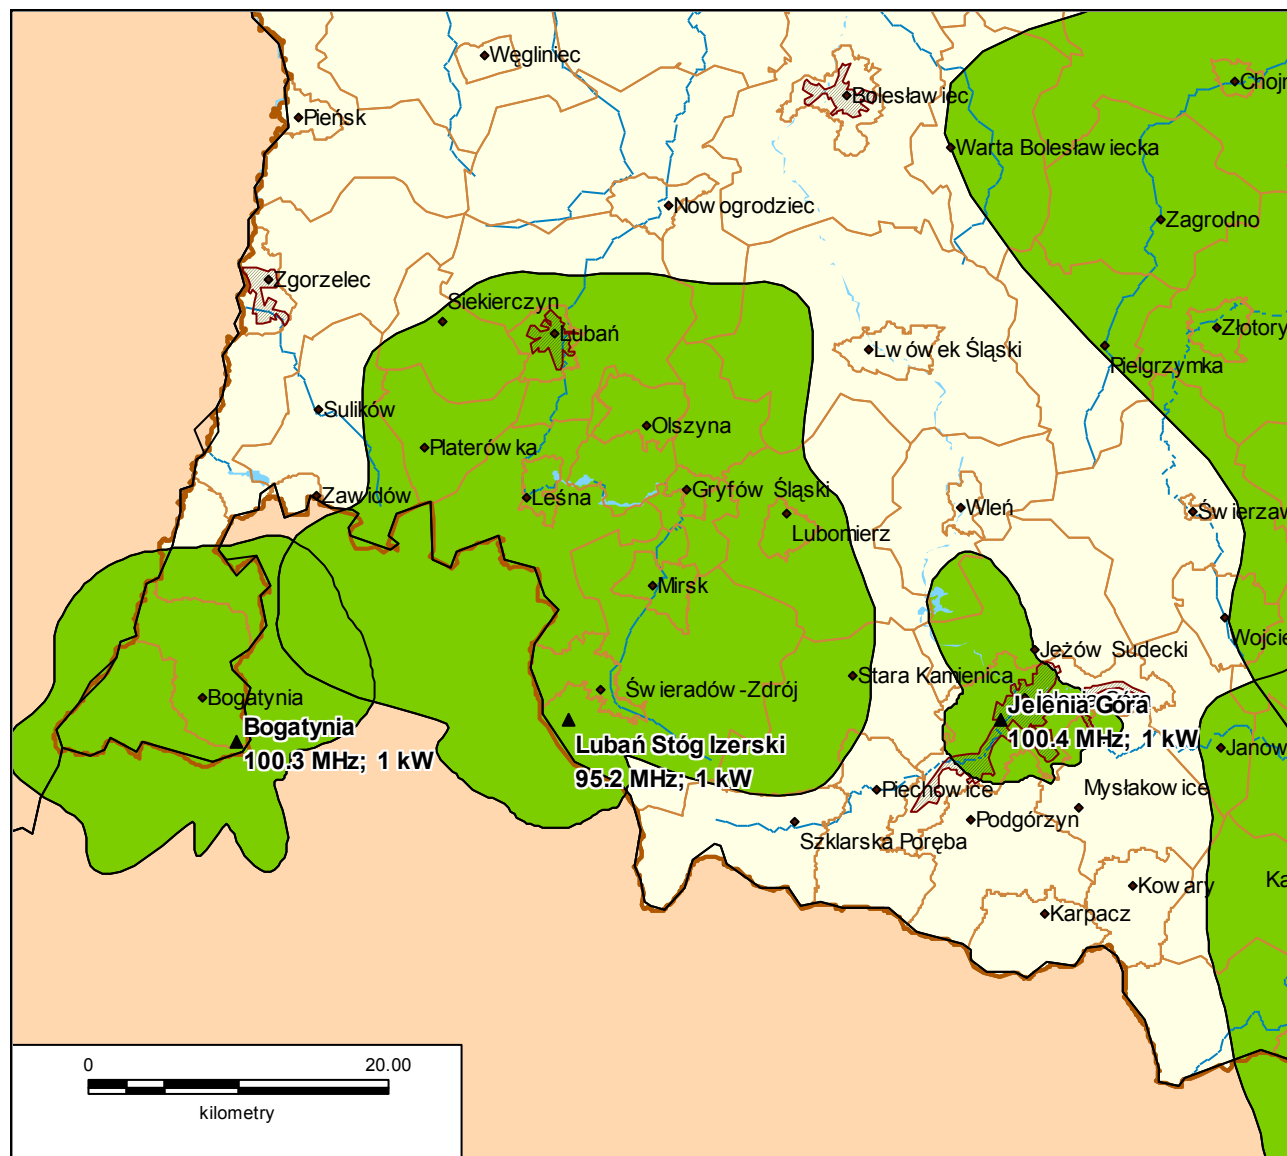 Węgliniec
Chojn
Bolesławiec
Pieńsk
Warta Bolesławiecka
Nowogrodziec
Zagrodno
Zgorzelec
Siekierczyn
Lubań
Złotory
Lwówek Śląski
Pielgrzymka
Sulików
Olszyna
Platerówka
Zawidów
Leśna
Gryfów Śląski
Wleń
Świerzaw
Lubomierz
Mirsk
Wojcie
Jeżów Sudecki
Stara Kamienica
Świeradów-Zdrój
Bogatynia
Jelenia Góra
100.4 MHz; 1 kW
Bogatynia
100.3 MHz; 1 kW
Lubań Stóg Izerski
95.2 MHz; 1 kW
Janow
Piechowice
Mysłakowice
Podgórzyn
Szklarska Poręba
Kowary
Ka
Karpacz
0 20.00
kilometry